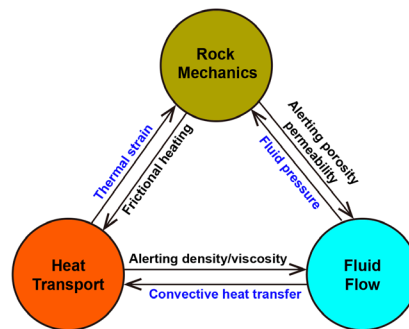 Rock
Mechanics
Thermal strain
Frictional heating
Alerting porosity
permeability
Fluid pressure
Heat
Transport
Alerting density/viscosity
Convective heat transfer
Fluid
Flow